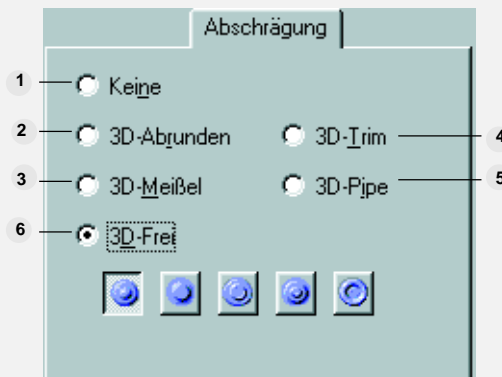 Abschrägung
1 Keine
2 3D-Abrunden 3D-Trim 4
3 3D-Meißel 3D-Pipe 5
6 3D-Frei